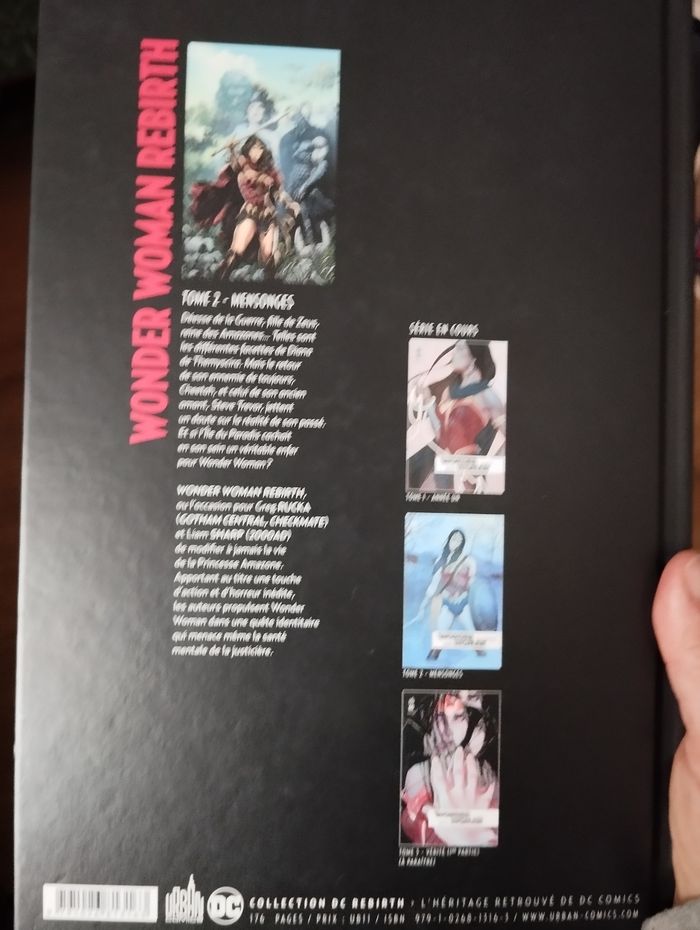 WONDER WOMAN REBIRTH
TOME 2 - MENSONGES
Déesse de la Guerre, fille de Zeus,
reine des Amazones... Telles sont
les différentes facettes de Diana
de Themyscira. Mais le retour
de son ennemie de toujours,
Cheetah, et celui de son ancien
amant, Steve Trevor, jettent
un doute sur la réalité de son passé.
Et si l'Île du Paradis cachait
en son sein un véritable enfer
pour Wonder Woman ?
WONDER WOMAN REBIRTH,
ou l'occasion pour Greg RUCKA
(GOTHAM CENTRAL, CHECKMATE)
et Liam SHARP (2000AD)
de modifier à jamais la vie
de la Princesse Amazone.
Apportant au titre une touche
d'action et d'horreur inédite,
les auteurs propulsent Wonder
Woman dans une quête identitaire
qui menace même la santé
mentale de la justicière.
SÉRIE EN COURS
TOME 1 - ANNÉE UN
TOME 2 - MENSONGES
TOME 3 - VÉRITÉ (1RE PARTIE)
(À PARAÎTRE)
URBAN
COMICS
DC
COLLECTION DC REBIRTH - L'HÉRITAGE RETROUVÉ DE DC COMICS
176 PAGES / PRIX : UB11 / ISBN 979-1-0268-1316-3 / WWW.URBAN-COMICS.COM